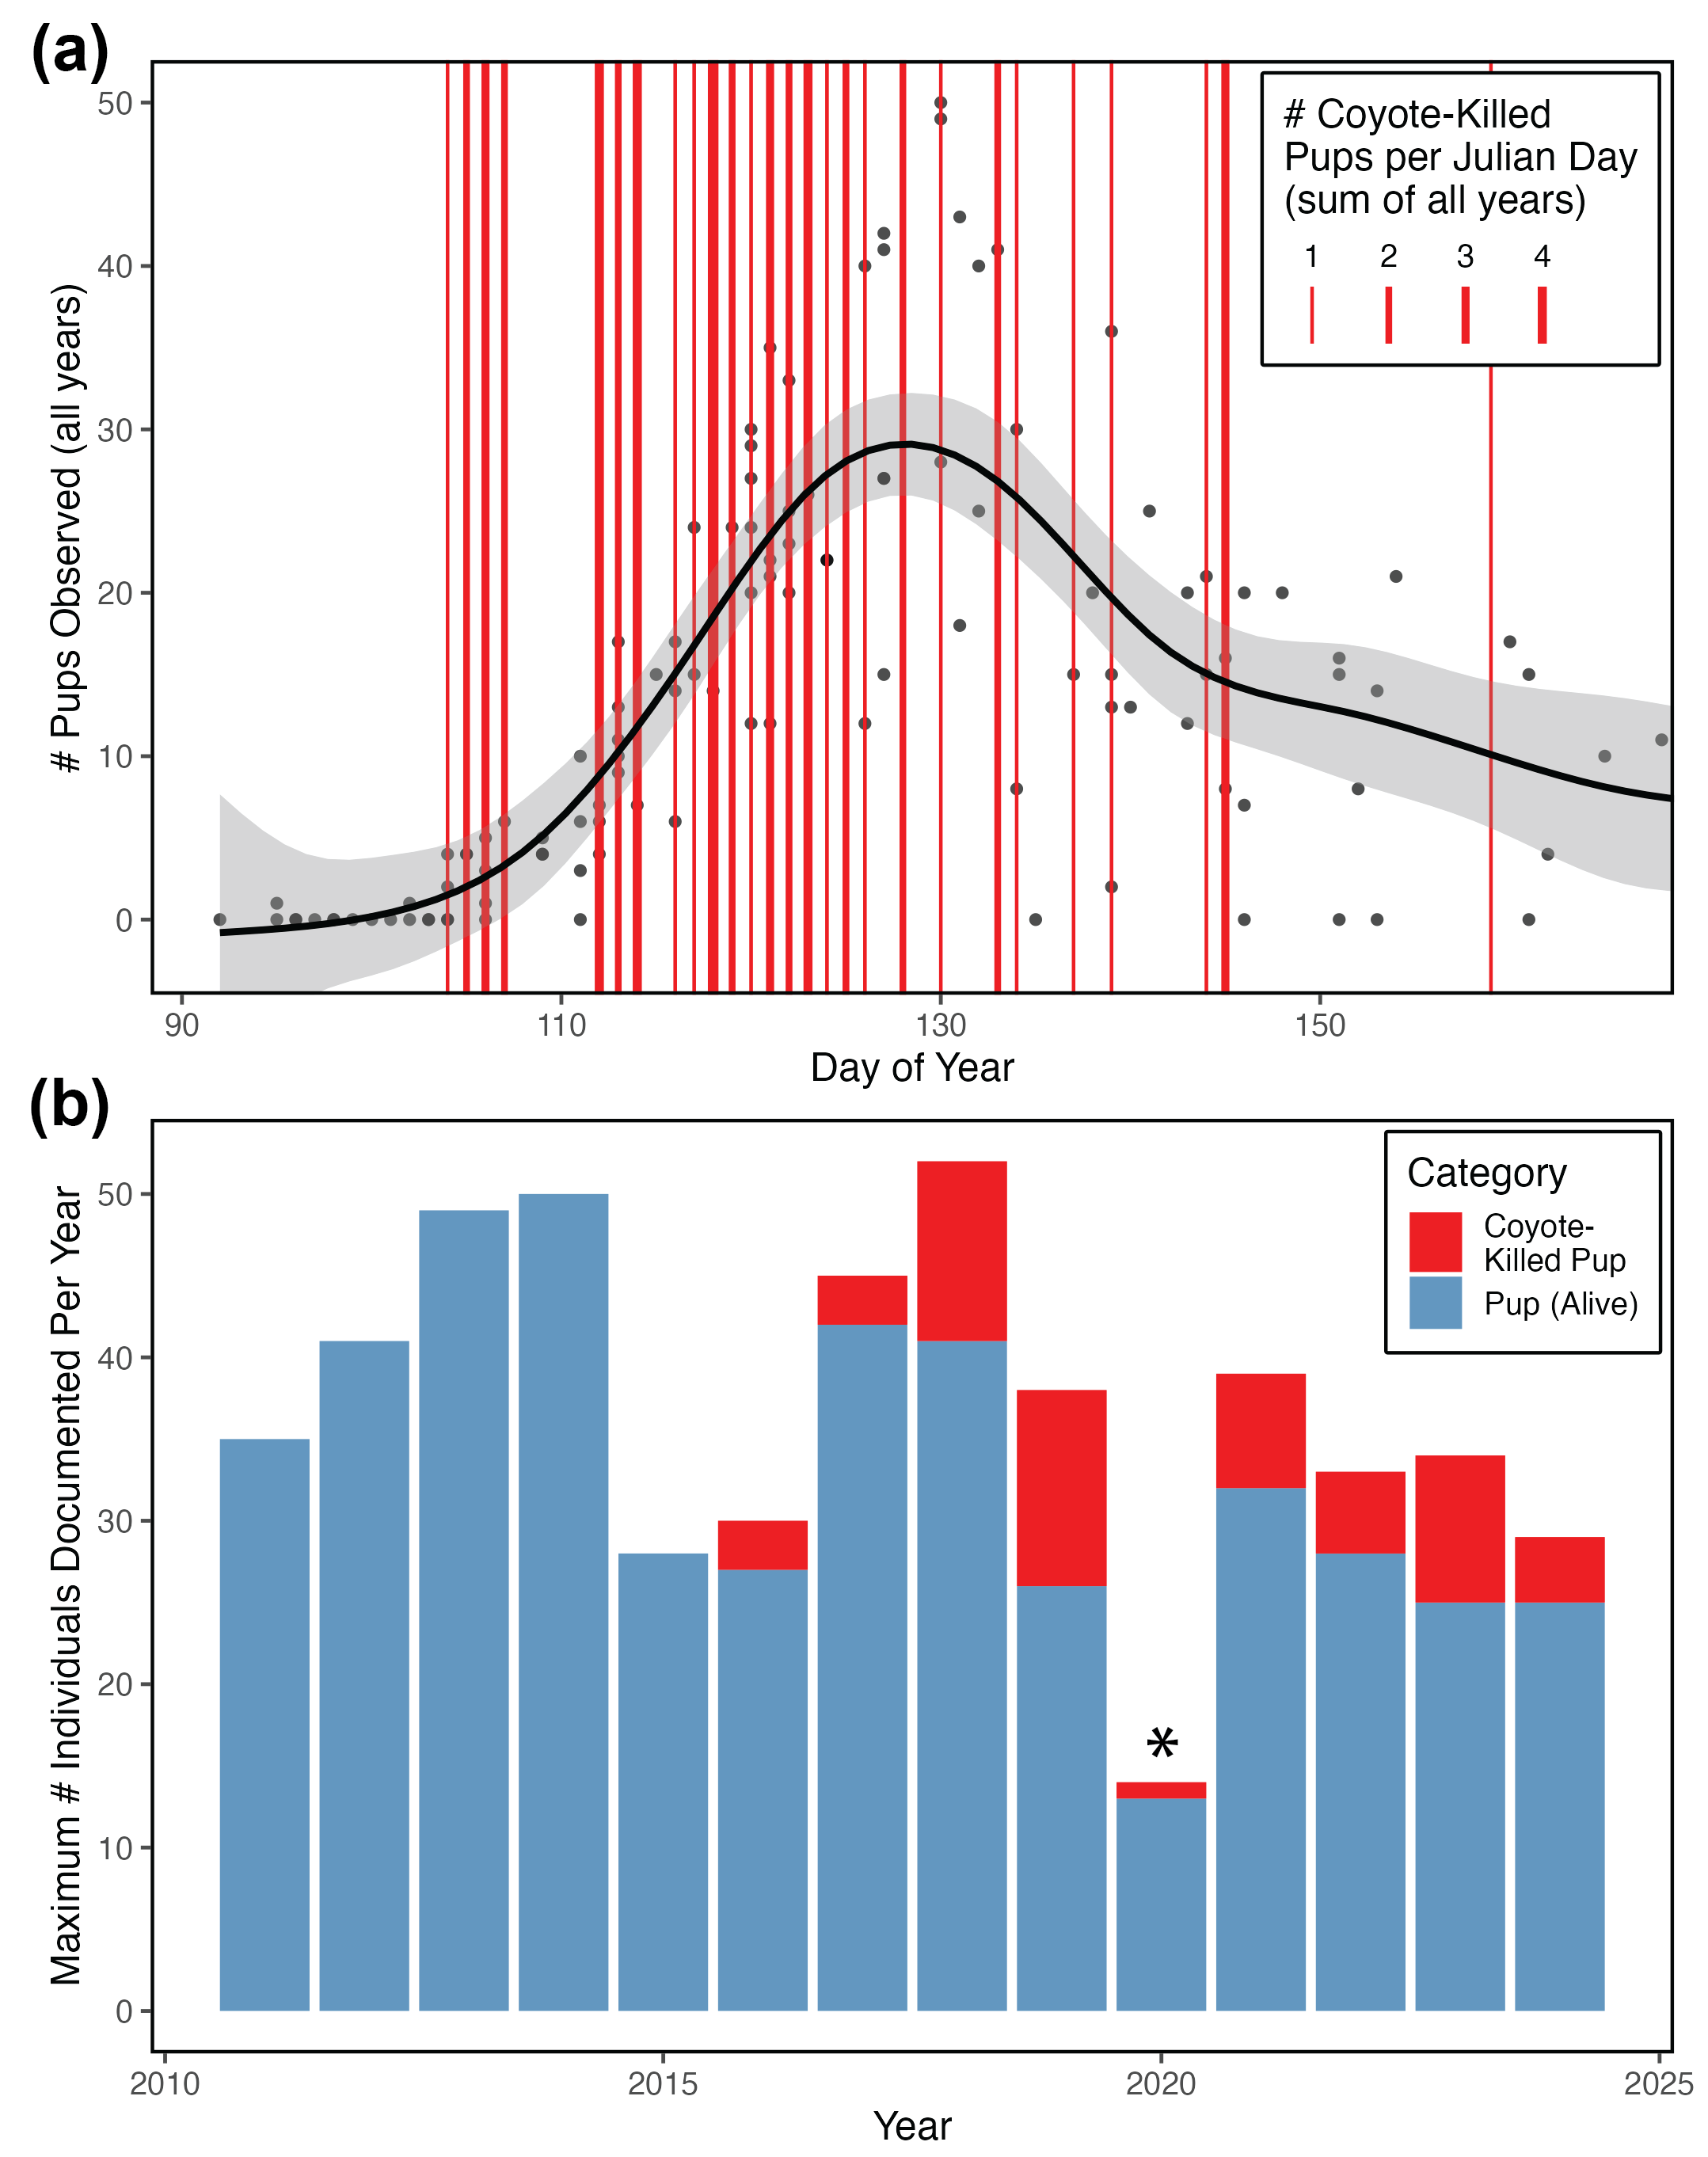 (a)
# Pups Observed (all years)
50
40
30
20
10
0
# Coyote-Killed
Pups per Julian Day
(sum of all years)
1 2 3 4
90 110 130 150
Day of Year
(b)
Maximum # Individuals Documented Per Year
50
40
30
20
10
0
Category
Coyote-
Killed Pup
Pup (Alive)
*
2010 2015 2020 2025
Year